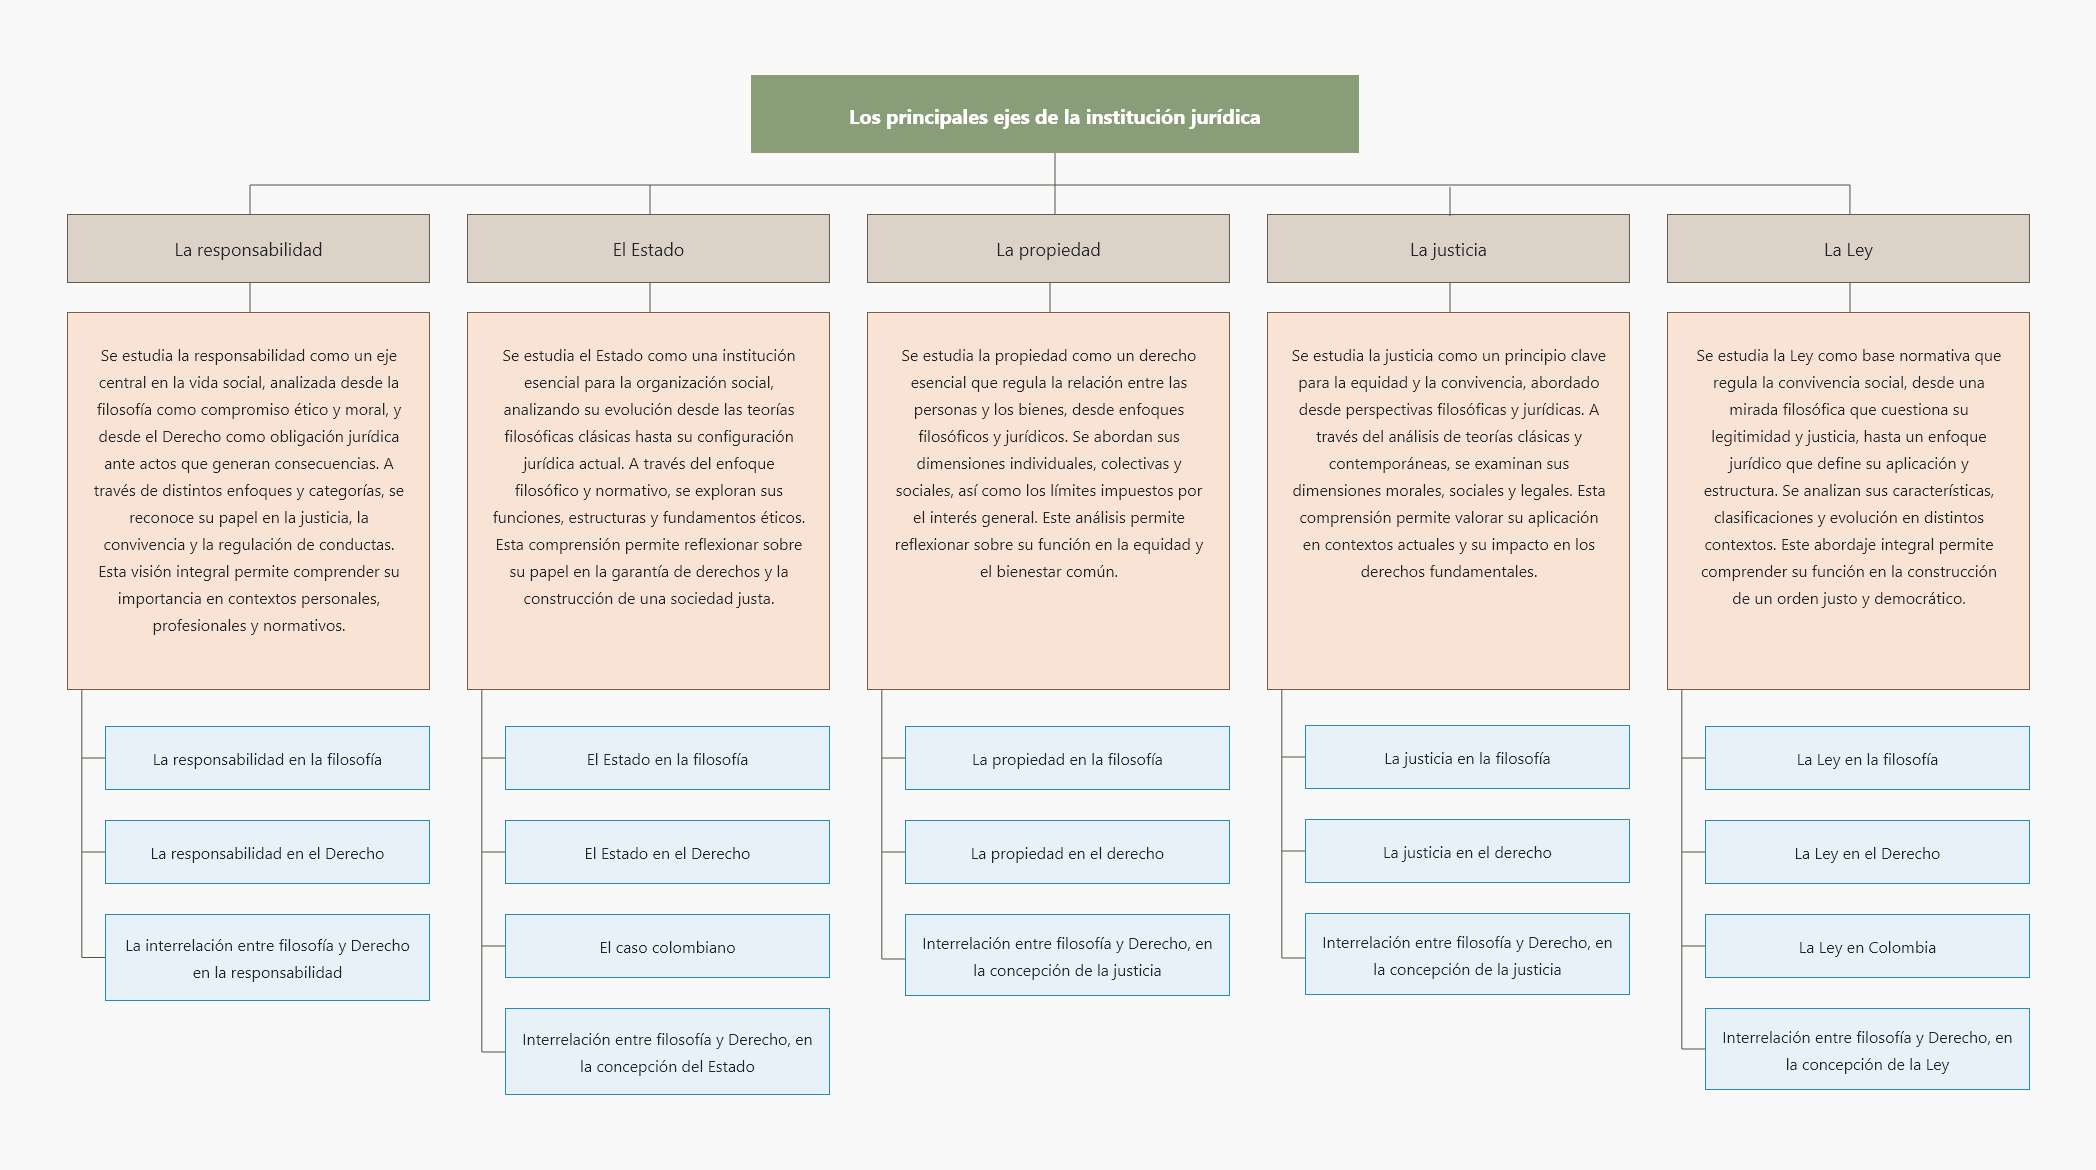 Los principales ejes de la institución jurídica
La responsabilidad
Se estudia la responsabilidad como un eje
central en la vida social, analizada desde la
filosofía como compromiso ético y moral, y
desde el Derecho como obligación jurídica
ante actos que generan consecuencias. A
través de distintos enfoques y categorías, se
reconoce su papel en la justicia, la
convivencia y la regulación de conductas.
Esta visión integral permite comprender su
importancia en contextos personales,
profesionales y normativos.
La responsabilidad en la filosofía
La responsabilidad en el Derecho
La interrelación entre filosofía y Derecho
en la responsabilidad
El Estado
Se estudia el Estado como una institución
esencial para la organización social,
analizando su evolución desde las teorías
filosóficas clásicas hasta su configuración
jurídica actual. A través del enfoque
filosófico y normativo, se exploran sus
funciones, estructuras y fundamentos éticos.
Esta comprensión permite reflexionar sobre
su papel en la garantía de derechos y la
construcción de una sociedad justa.
El Estado en la filosofía
El Estado en el Derecho
El caso colombiano
Interrelación entre filosofía y Derecho, en
la concepción del Estado
La propiedad
Se estudia la propiedad como un derecho
esencial que regula la relación entre las
personas y los bienes, desde enfoques
filosóficos y jurídicos. Se abordan sus
dimensiones individuales, colectivas y
sociales, así como los límites impuestos por
el interés general. Este análisis permite
reflexionar sobre su función en la equidad y
el bienestar común.
La propiedad en la filosofía
La propiedad en el derecho
Interrelación entre filosofía y Derecho, en
la concepción de la justicia
La justicia
Se estudia la justicia como un principio clave
para la equidad y la convivencia, abordado
desde perspectivas filosóficas y jurídicas. A
través del análisis de teorías clásicas y
contemporáneas, se examinan sus
dimensiones morales, sociales y legales. Esta
comprensión permite valorar su aplicación
en contextos actuales y su impacto en los
derechos fundamentales.
La justicia en la filosofía
La justicia en el derecho
Interrelación entre filosofía y Derecho, en
la concepción de la justicia
La Ley
Se estudia la Ley como base normativa que
regula la convivencia social, desde una
mirada filosófica que cuestiona su
legitimidad y justicia, hasta un enfoque
jurídico que define su aplicación y
estructura. Se analizan sus características,
clasificaciones y evolución en distintos
contextos. Este abordaje integral permite
comprender su función en la construcción
de un orden justo y democrático.
La Ley en la filosofía
La Ley en el Derecho
La Ley en Colombia
Interrelación entre filosofía y Derecho, en
la concepción de la Ley